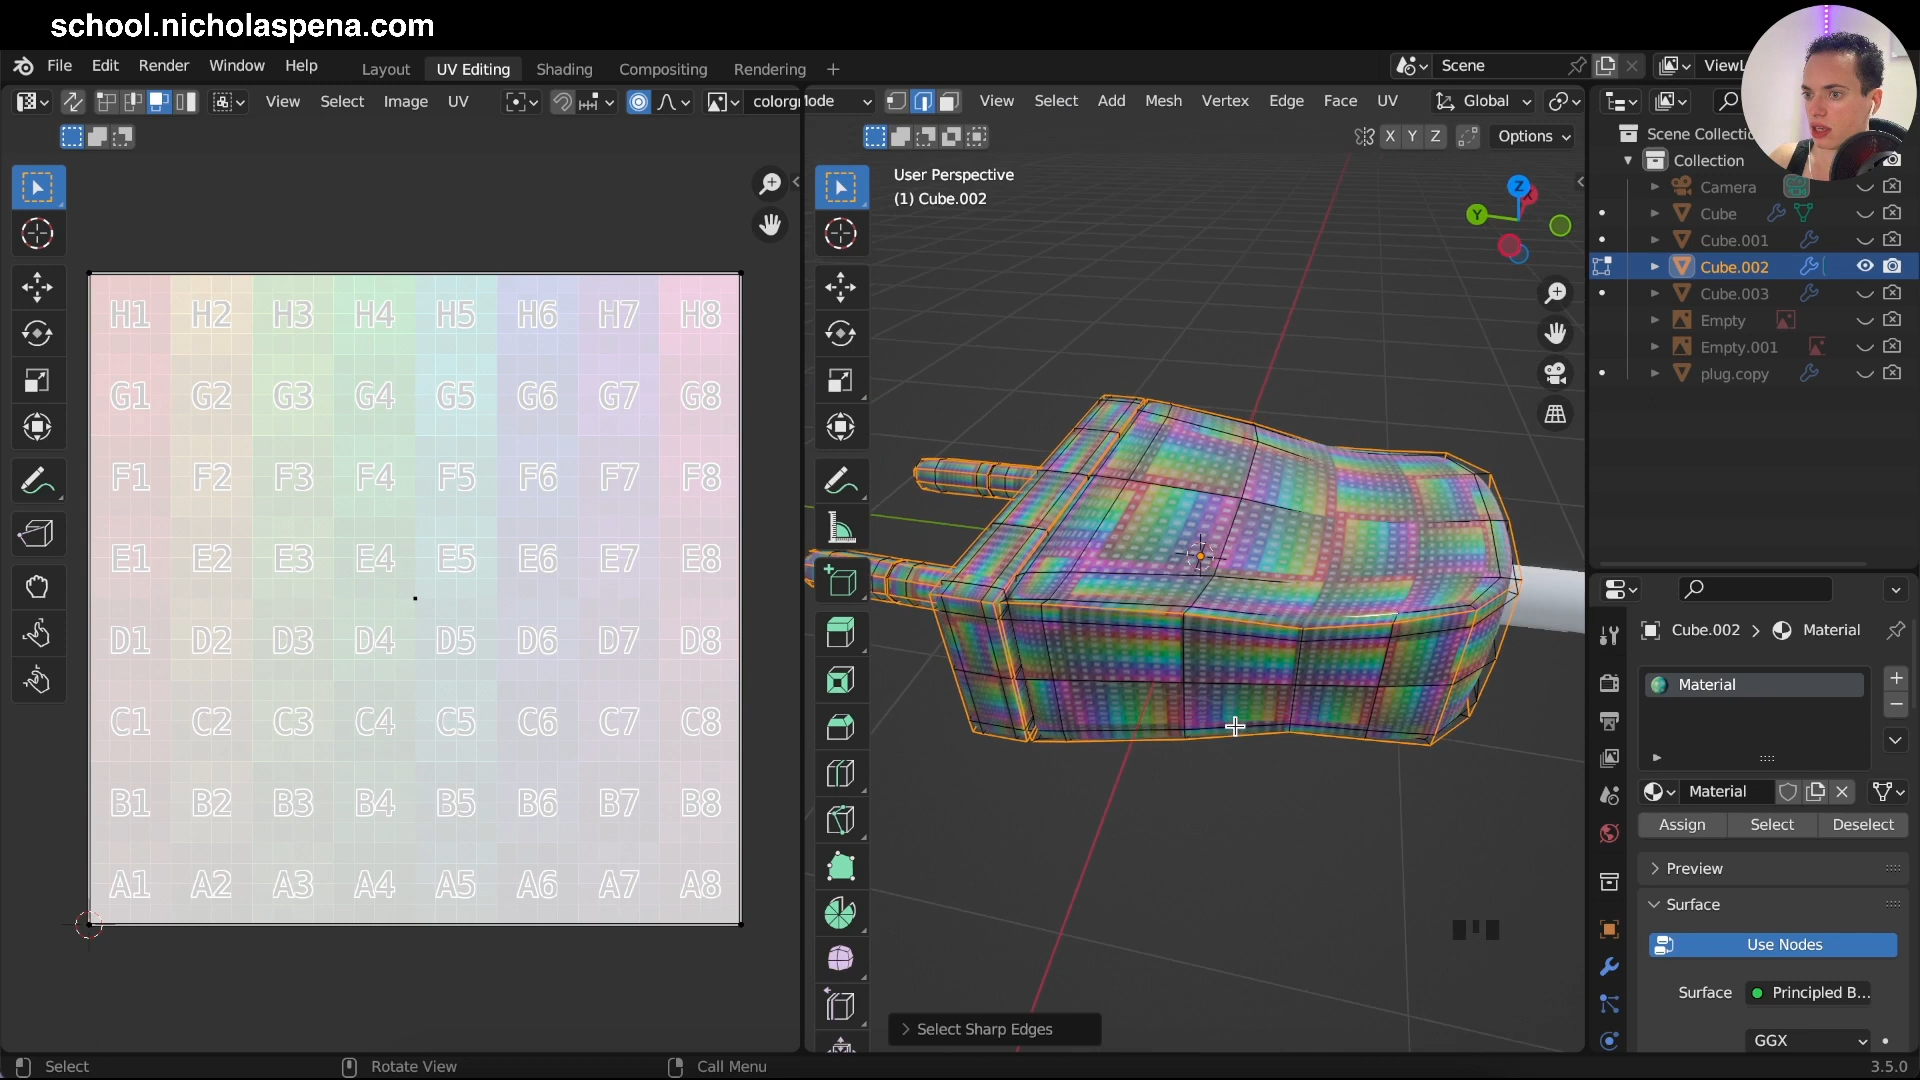 school.nicholaspena.com
File Edit Render Window Help
Layout UV Editing Shading Compositing Rendering
Scene
ViewL
View Select Image UV
colorg
Mode
View Select Add Mesh Vertex Edge Face UV
Global
X Y Z
Options
User Perspective
(1) Cube.002
Z
Y
Scene Collectio
Collection
Camera
Cube
Cube.001
Cube.002
Cube.003
Empty
Empty.001
plug.copy
H1 H2 H3 H4 H5 H6 H7 H8
G1 G2 G3 G4 G5 G6 G7 G8
F1 F2 F3 F4 F5 F6 F7 F8
E1 E2 E3 E4 E5 E6 E7 E8
D1 D2 D3 D4 D5 D6 D7 D8
C1 C2 C3 C4 C5 C6 C7 C8
B1 B2 B3 B4 B5 B6 B7 B8
A1 A2 A3 A4 A5 A6 A7 A8
Cube.002 > Material
Material
Material
Assign Select Deselect
Preview
Surface
Use Nodes
Surface
Principled B...
GGX
Select Sharp Edges
Select
Rotate View
Call Menu
3.5.0